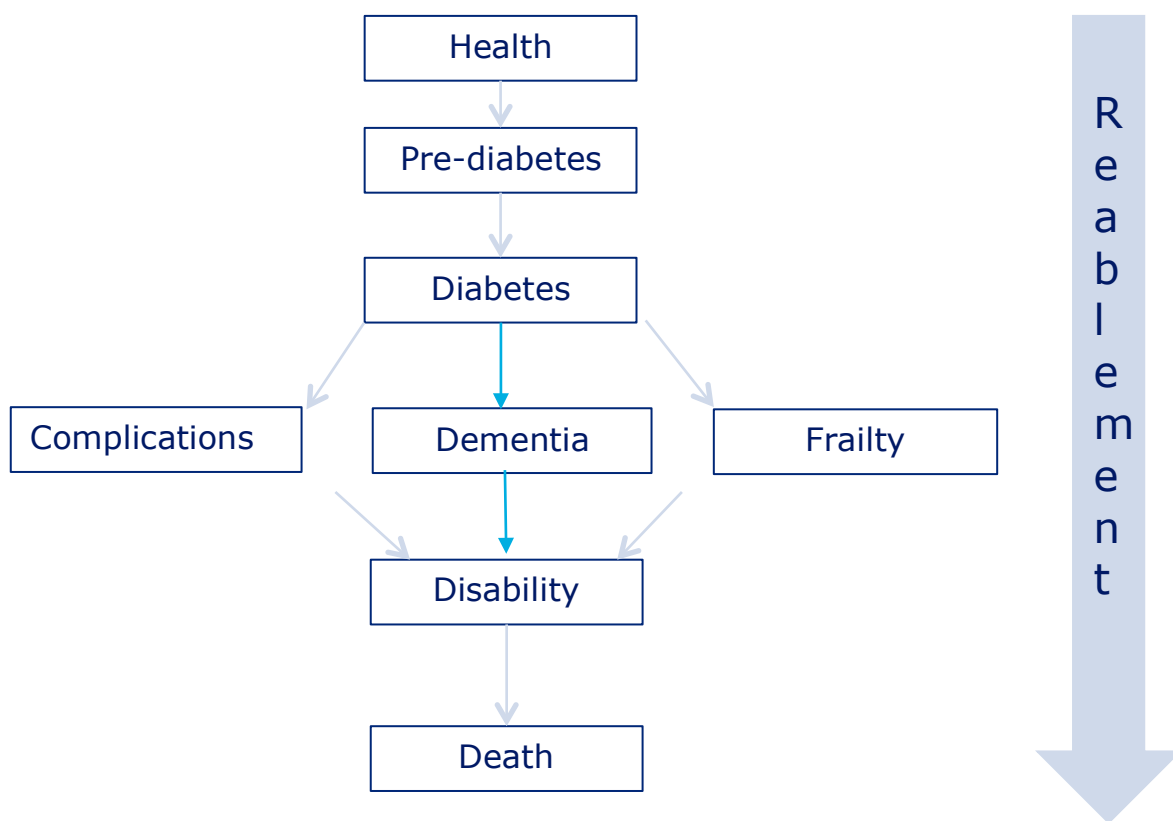 Health
Pre-diabetes
Diabetes
Complications
Dementia
Frailty
Disability
Death
Reablement